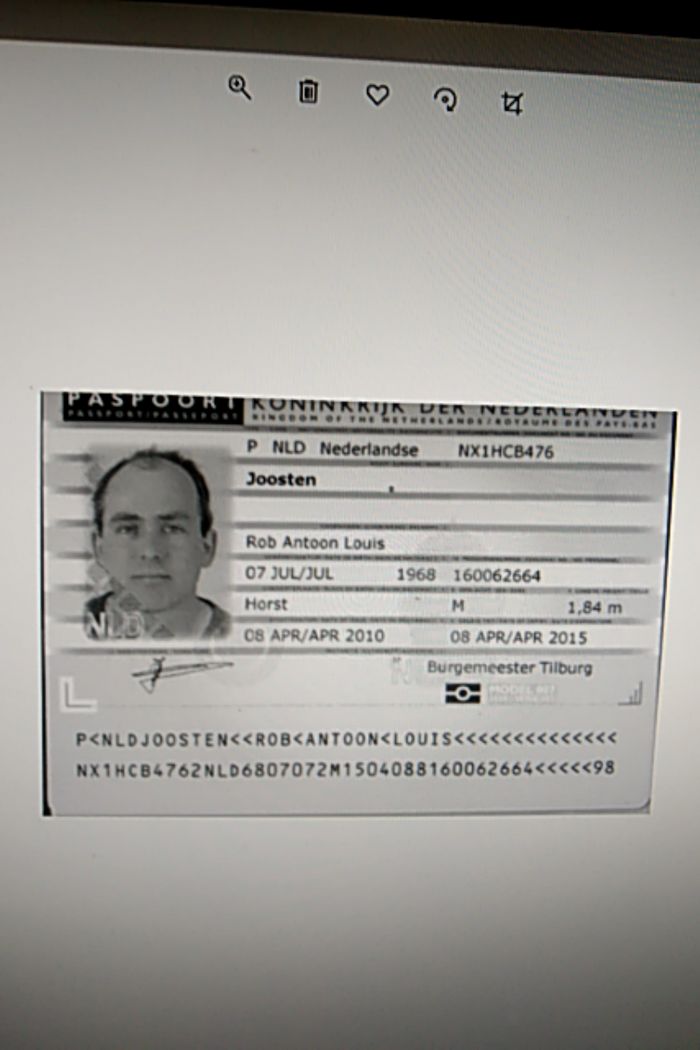 PASPOORT KONINKRIJK DER NEDERLANDEN
PASSPORT/PASSEPORT KINGDOM OF THE NETHERLANDS/ROYAUME DES PAYS-BAS
P NLD Nederlandse NX1HCB476
Joosten
Rob Antoon Louis
07 JUL/JUL 1968 160062664
Horst M 1,84 m
NLD
08 APR/APR 2010 08 APR/APR 2015
Burgemeester Tilburg
P<NLDJOOSTEN<<ROB<ANTOON<LOUIS<<<<<<<<<<<<<<
NX1HCB4762NLD6807072M1504088160062664<<<<<98